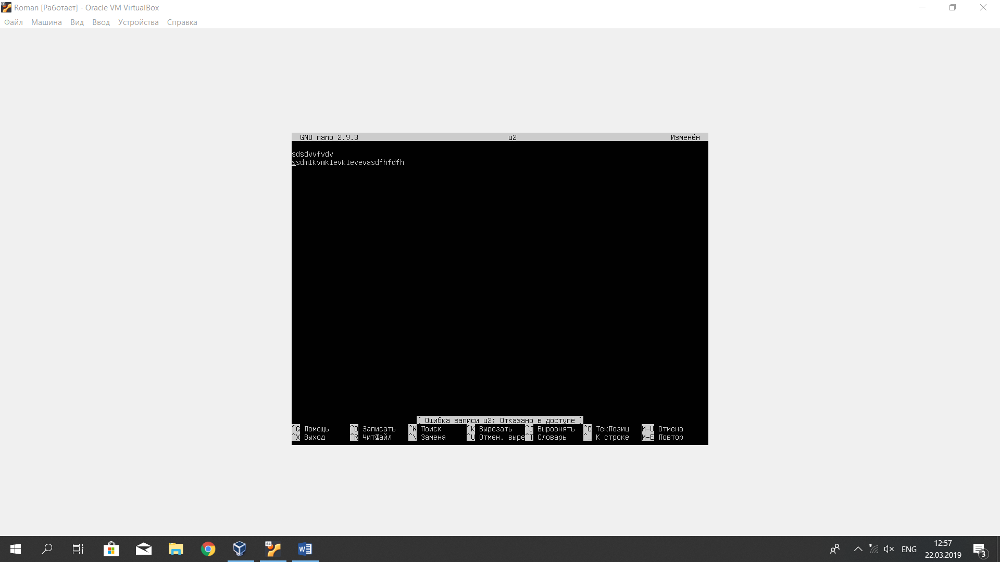 Roman [Работает] - Oracle VM VirtualBox
Файл Машина Вид Ввод Устройства Справка
GNU nano 2.9.3 u2 Изменён
sdsdvvfvdv
ssdmlkvmklevklevevasdfhfdfh
[ Ошибка записи u2: Отказано в доступе ]
^G Помощь ^O Записать ^W Поиск ^K Вырезать ^J Выровнять ^C ТекПозиц M-U Отмена
^X Выход ^R ЧитФайл ^\ Замена ^U Отмен. выре^T Словарь ^_ К строке M-E Повтор
64
W
ENG
12:57
22.03.2019
3